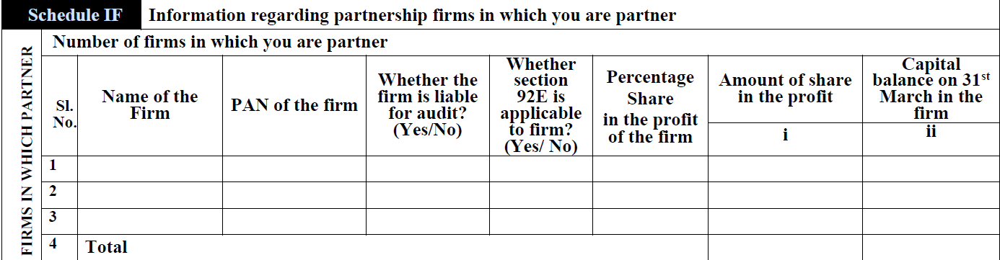 Schedule IF
Information regarding partnership firms in which you are partner
FIRMS IN WHICH PARTNER
Number of firms in which you are partner
Sl.
No.
Name of the
Firm
PAN of the firm
Whether the
firm is liable
for audit?
(Yes/No)
Whether
section
92E is
applicable
to firm?
(Yes/ No)
Percentage
Share
in the profit
of the firm
Amount of share
in the profit
i
Capital
balance on 31st
March in the
firm
ii
1
2
3
4
Total